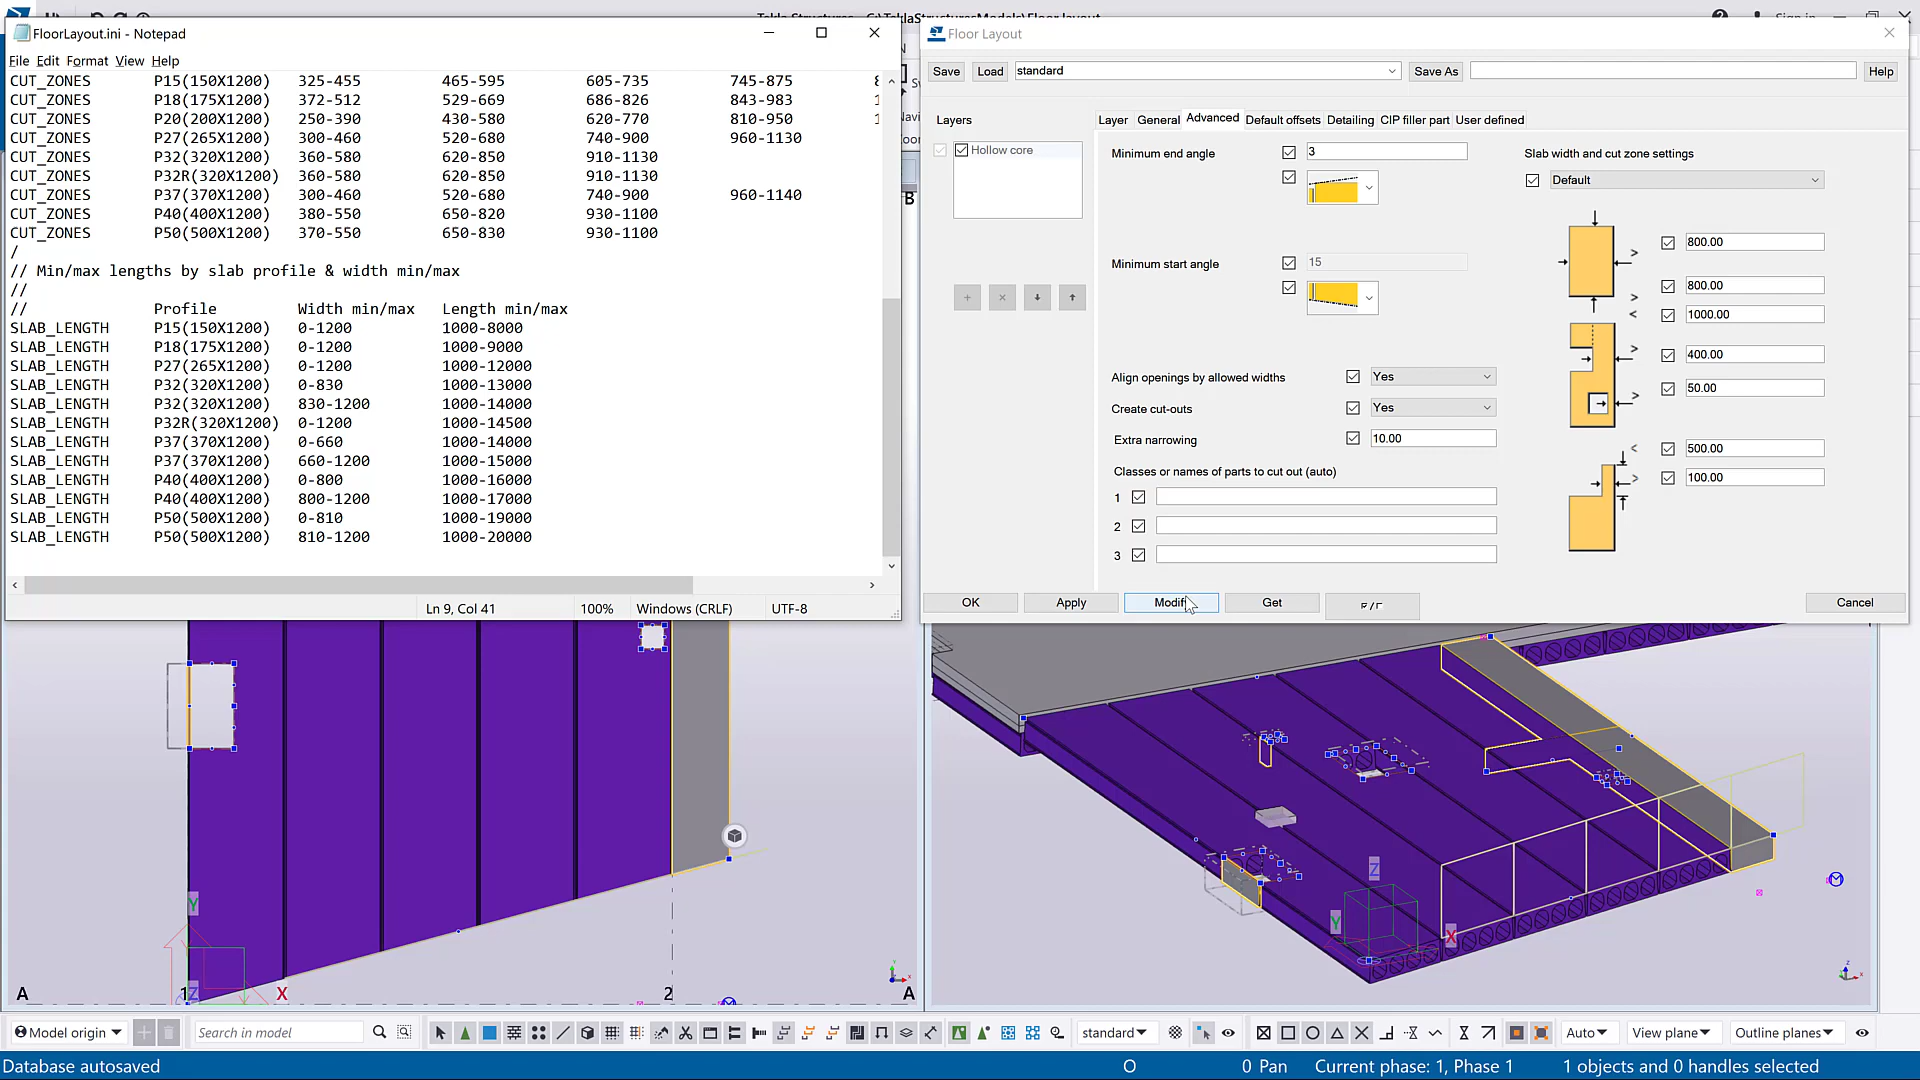 Tekla Structures - C:\TeklaStructuresModels\Floor layout
Sign in
FloorLayout.ini - Notepad
File Edit Format View Help
CUT_ZONES P15(150X1200) 325-455 465-595 605-735 745-875
CUT_ZONES P18(175X1200) 372-512 529-669 686-826 843-983
CUT_ZONES P20(200X1200) 250-390 430-580 620-770 810-950
CUT_ZONES P27(265X1200) 300-460 520-680 740-900 960-1130
CUT_ZONES P32(320X1200) 360-580 620-850 910-1130
CUT_ZONES P32R(320X1200) 360-580 620-850 910-1130
CUT_ZONES P37(370X1200) 300-460 520-680 740-900 960-1140
CUT_ZONES P40(400X1200) 380-550 650-820 930-1100
CUT_ZONES P50(500X1200) 370-550 650-830 930-1100
/
// Min/max lengths by slab profile & width min/max
//
// Profile Width min/max Length min/max
SLAB_LENGTH P15(150X1200) 0-1200 1000-8000
SLAB_LENGTH P18(175X1200) 0-1200 1000-9000
SLAB_LENGTH P27(265X1200) 0-1200 1000-12000
SLAB_LENGTH P32(320X1200) 0-830 1000-13000
SLAB_LENGTH P32(320X1200) 830-1200 1000-14000
SLAB_LENGTH P32R(320X1200) 0-1200 1000-14500
SLAB_LENGTH P37(370X1200) 0-660 1000-14000
SLAB_LENGTH P37(370X1200) 660-1200 1000-15000
SLAB_LENGTH P40(400X1200) 0-800 1000-16000
SLAB_LENGTH P40(400X1200) 800-1200 1000-17000
SLAB_LENGTH P50(500X1200) 0-810 1000-19000
SLAB_LENGTH P50(500X1200) 810-1200 1000-20000
Ln 9, Col 41 100% Windows (CRLF) UTF-8
Floor Layout
Save Load standard Save As Help
Layers
Hollow core
Layer General Advanced Default offsets Detailing CIP filler part User defined
Minimum end angle 3
Minimum start angle 15
Align openings by allowed widths Yes
Create cut-outs Yes
Extra narrowing 10.00
Classes or names of parts to cut out (auto)
1
2
3
Slab width and cut zone settings
Default
800.00
800.00
1000.00
400.00
50.00
500.00
100.00
OK Apply Modify Get Cancel
B
Y
1 Z X 2
A A
Z
Y
X
Model origin Search in model standard Auto View plane Outline planes
Database autosaved O 0 Pan Current phase: 1, Phase 1 1 objects and 0 handles selected